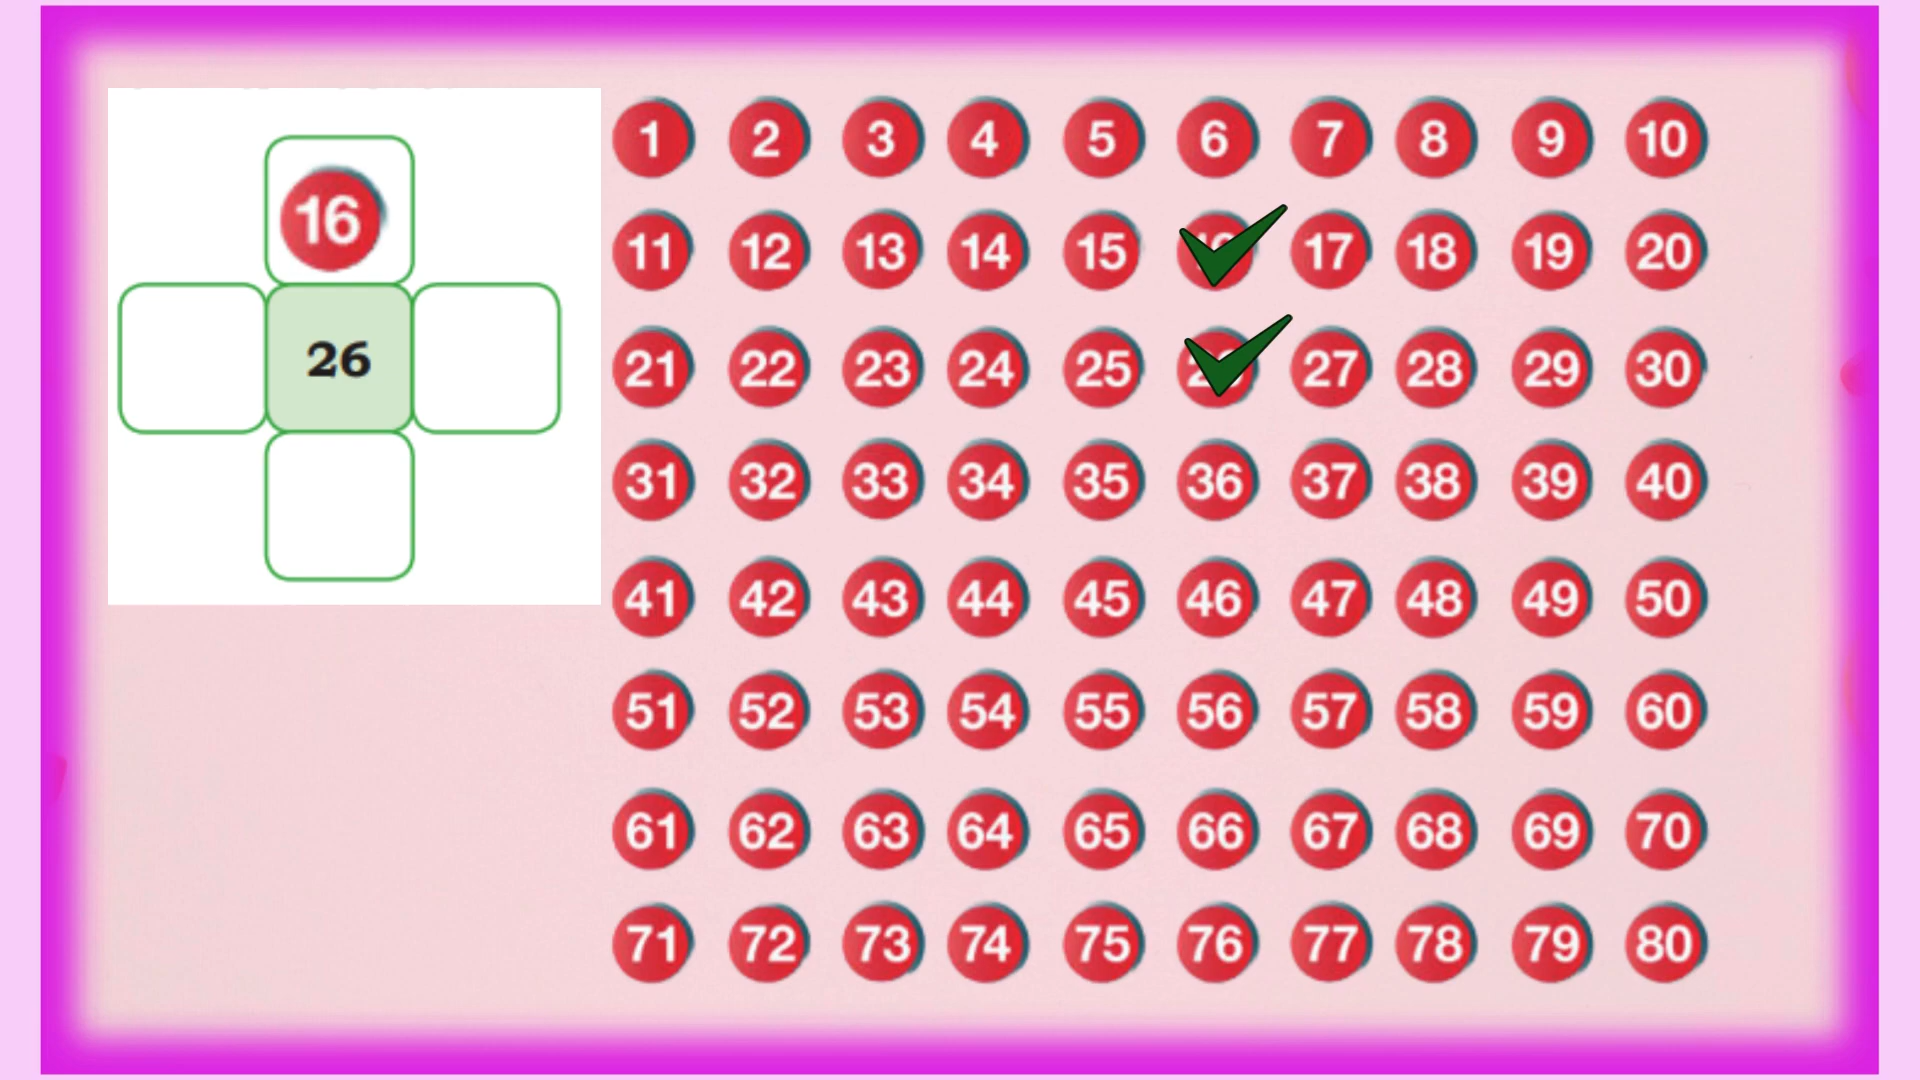 16
26
1 2 3 4 5 6 7 8 9 10
11 12 13 14 15 17 18 19 20
21 22 23 24 25 27 28 29 30
31 32 33 34 35 36 37 38 39 40
41 42 43 44 45 46 47 48 49 50
51 52 53 54 55 56 57 58 59 60
61 62 63 64 65 66 67 68 69 70
71 72 73 74 75 76 77 78 79 80